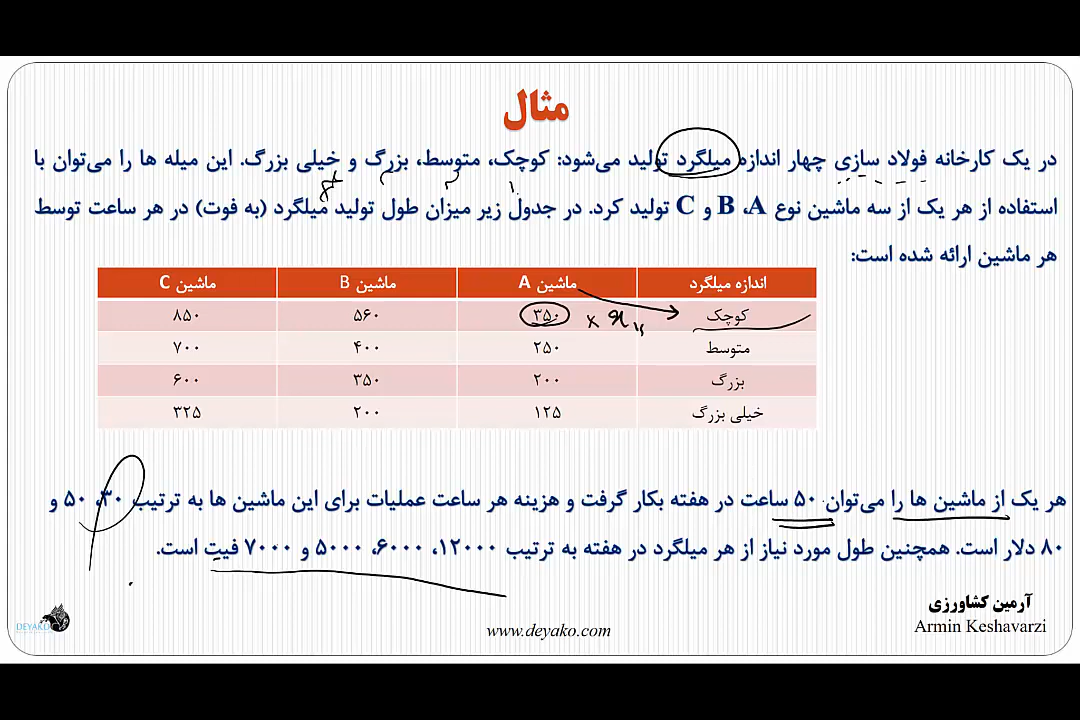 مثال
در یک کارخانه فولاد سازی چهار اندازه میلگرد تولید می‌شود: کوچک، متوسط، بزرگ و خیلی بزرگ. این میله ها را می‌توان با
۱ ۲ ۳ ۴
استفاده از هر یک از سه ماشین نوع A، B و C تولید کرد. در جدول زیر میزان طول تولید میلگرد (به فوت) در هر ساعت توسط
هر ماشین ارائه شده است:
اندازه میلگرد ماشین A ماشین B ماشین C
کوچک ۳۵۰ ۵۶۰ ۸۵۰
× x₁₁
متوسط ۲۵۰ ۴۰۰ ۷۰۰
بزرگ ۲۰۰ ۳۵۰ ۶۰۰
خیلی بزرگ ۱۲۵ ۲۰۰ ۳۲۵
هر یک از ماشین ها را می‌توان ۵۰ ساعت در هفته بکار گرفت و هزینه هر ساعت عملیات برای این ماشین ها به ترتیب ۳۰، ۵۰ و
۸۰ دلار است. همچنین طول مورد نیاز از هر میلگرد در هفته به ترتیب ۱۲۰۰۰، ۶۰۰۰، ۵۰۰۰ و ۷۰۰۰ فیت است.
آرمین کشاورزی
Armin Keshavarzi
www.deyako.com
DEYAKO